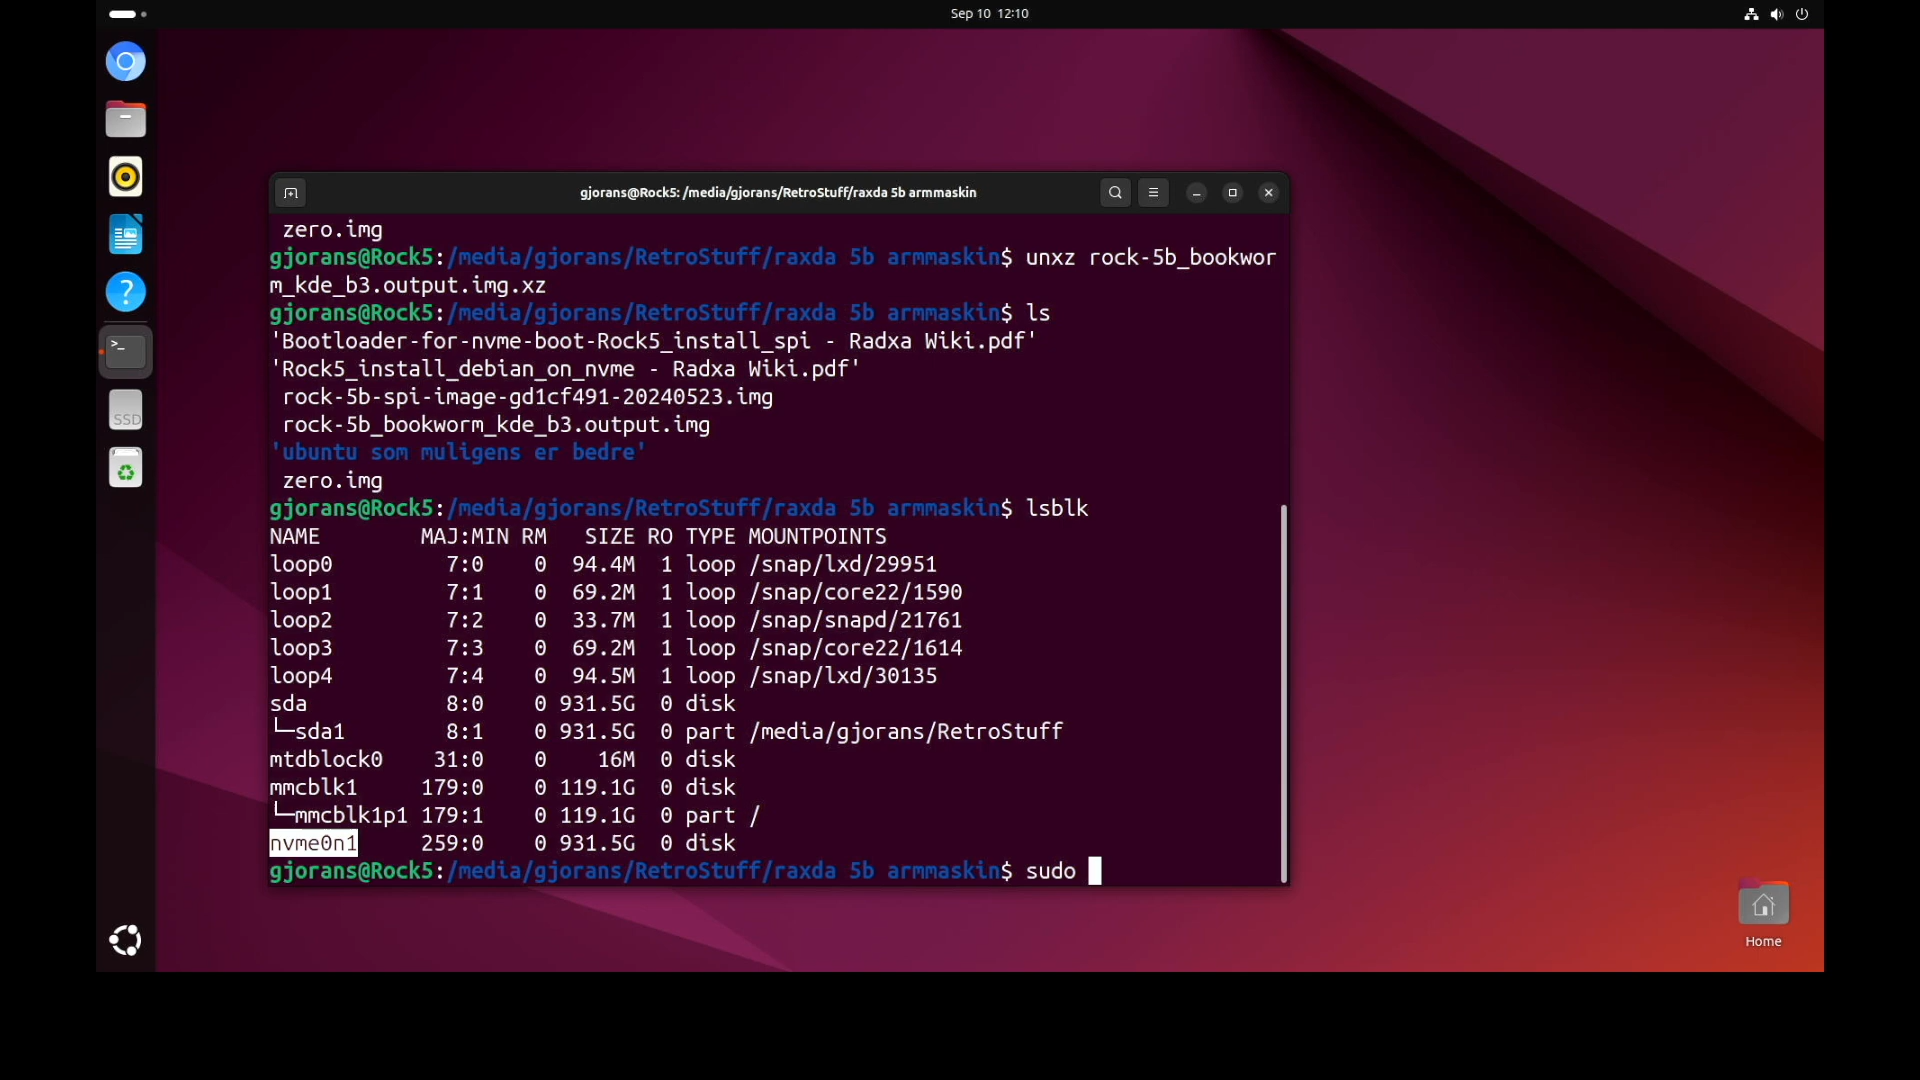 Sep 10 12:10
gjorans@Rock5: /media/gjorans/RetroStuff/raxda 5b armmaskin
zero.img
gjorans@Rock5:/media/gjorans/RetroStuff/raxda 5b armmaskin$ unxz rock-5b_bookwor
m_kde_b3.output.img.xz
gjorans@Rock5:/media/gjorans/RetroStuff/raxda 5b armmaskin$ ls
'Bootloader-for-nvme-boot-Rock5_install_spi - Radxa Wiki.pdf'
'Rock5_install_debian_on_nvme - Radxa Wiki.pdf'
rock-5b-spi-image-gd1cf491-20240523.img
rock-5b_bookworm_kde_b3.output.img
'ubuntu som muligens er bedre'
zero.img
gjorans@Rock5:/media/gjorans/RetroStuff/raxda 5b armmaskin$ lsblk
NAME MAJ:MIN RM SIZE RO TYPE MOUNTPOINTS
loop0 7:0 0 94.4M 1 loop /snap/lxd/29951
loop1 7:1 0 69.2M 1 loop /snap/core22/1590
loop2 7:2 0 33.7M 1 loop /snap/snapd/21761
loop3 7:3 0 69.2M 1 loop /snap/core22/1614
loop4 7:4 0 94.5M 1 loop /snap/lxd/30135
sda 8:0 0 931.5G 0 disk
└─sda1 8:1 0 931.5G 0 part /media/gjorans/RetroStuff
mtdblock0 31:0 0 16M 0 disk
mmcblk1 179:0 0 119.1G 0 disk
└─mmcblk1p1 179:1 0 119.1G 0 part /
nvme0n1 259:0 0 931.5G 0 disk
gjorans@Rock5:/media/gjorans/RetroStuff/raxda 5b armmaskin$ sudo
SSD
Home